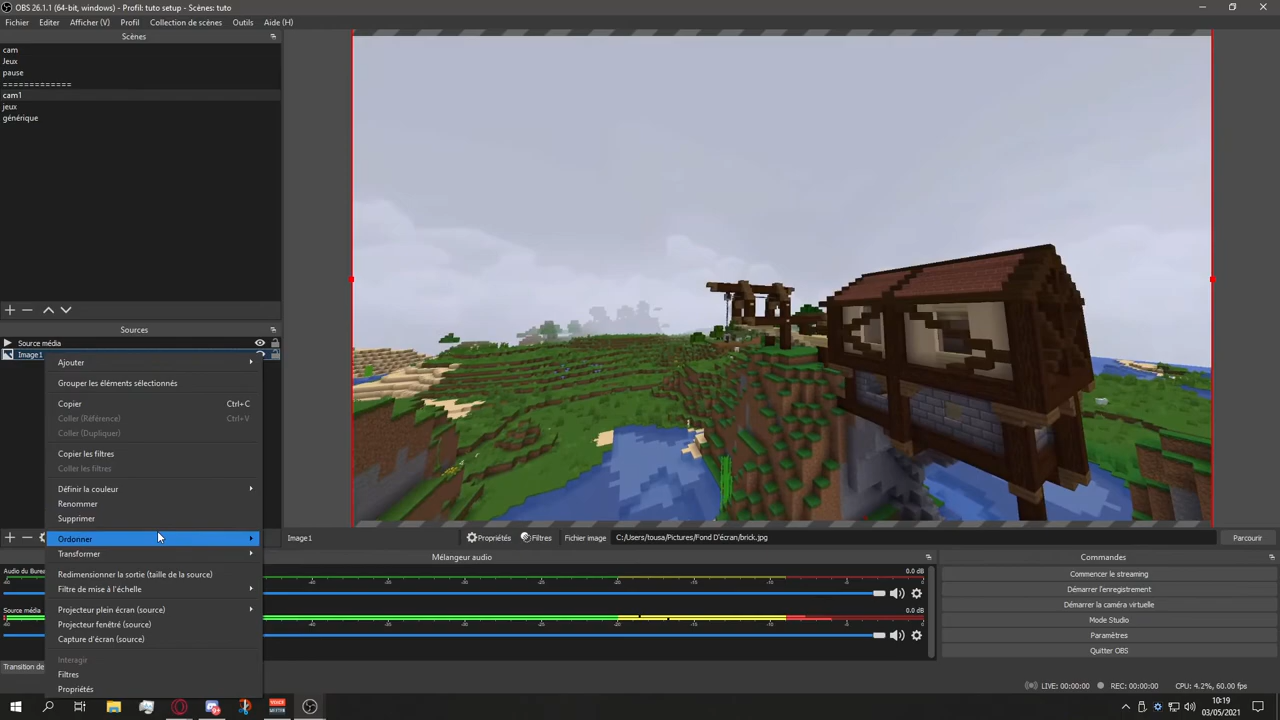 OBS 26.1.1 (64-bit, windows) - Profil: tuto setup - Scènes: tuto
Fichier Editer Afficher (V) Profil Collection de scènes Outils Aide (H)
Scènes
cam
Jeux
pause
=============
cam1
jeux
générique
Sources
Source média
Image1
Ajouter
Grouper les éléments sélectionnés
Copier Ctrl+C
Coller (Référence) Ctrl+V
Coller (Dupliquer)
Copier les filtres
Coller les filtres
Définir la couleur
Renommer
Supprimer
Ordonner
Transformer
Redimensionner la sortie (taille de la source)
Filtre de mise à l'échelle
Projecteur plein écran (source)
Projecteur fenêtré (source)
Capture d'écran (source)
Interagir
Filtres
Propriétés
Image1 Propriétés Filtres Fichier image C:/Users/tousa/Pictures/Fond D'écran/brick.jpg Parcourir
Mélangeur audio
Audio du Bureau 0.0 dB
Source média 0.0 dB
Transition de
Commandes
Commencer le streaming
Démarrer l'enregistrement
Démarrer la caméra virtuelle
Mode Studio
Paramètres
Quitter OBS
LIVE: 00:00:00 REC: 00:00:00 CPU: 4.2%, 60.00 fps
10:19
03/05/2021